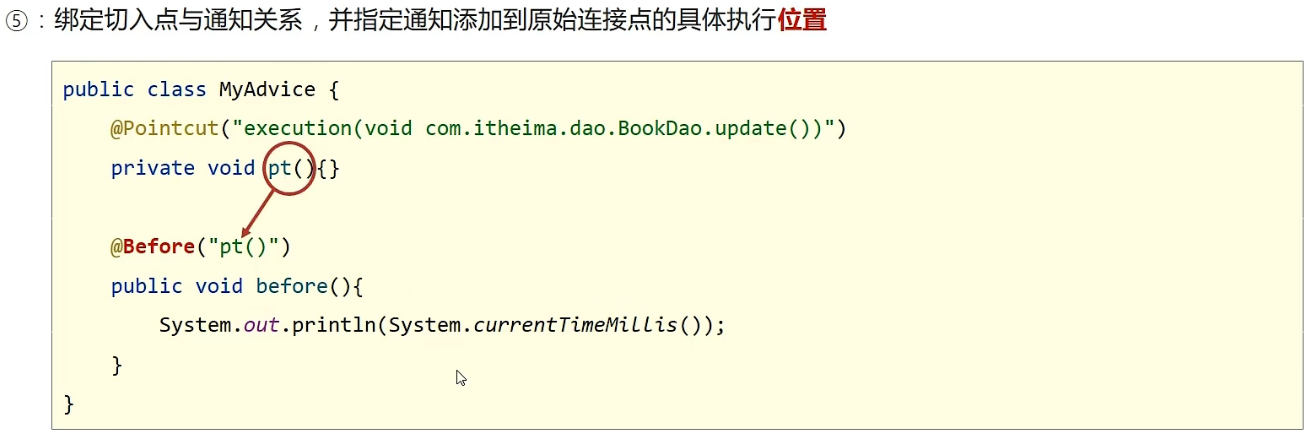 ⑤：绑定切入点与通知关系，并指定通知添加到原始连接点的具体执行位置
public class MyAdvice {
    @Pointcut("execution(void com.itheima.dao.BookDao.update())")
    private void pt(){}
    @Before("pt()")
    public void before(){
        System.out.println(System.currentTimeMillis());
    }
}